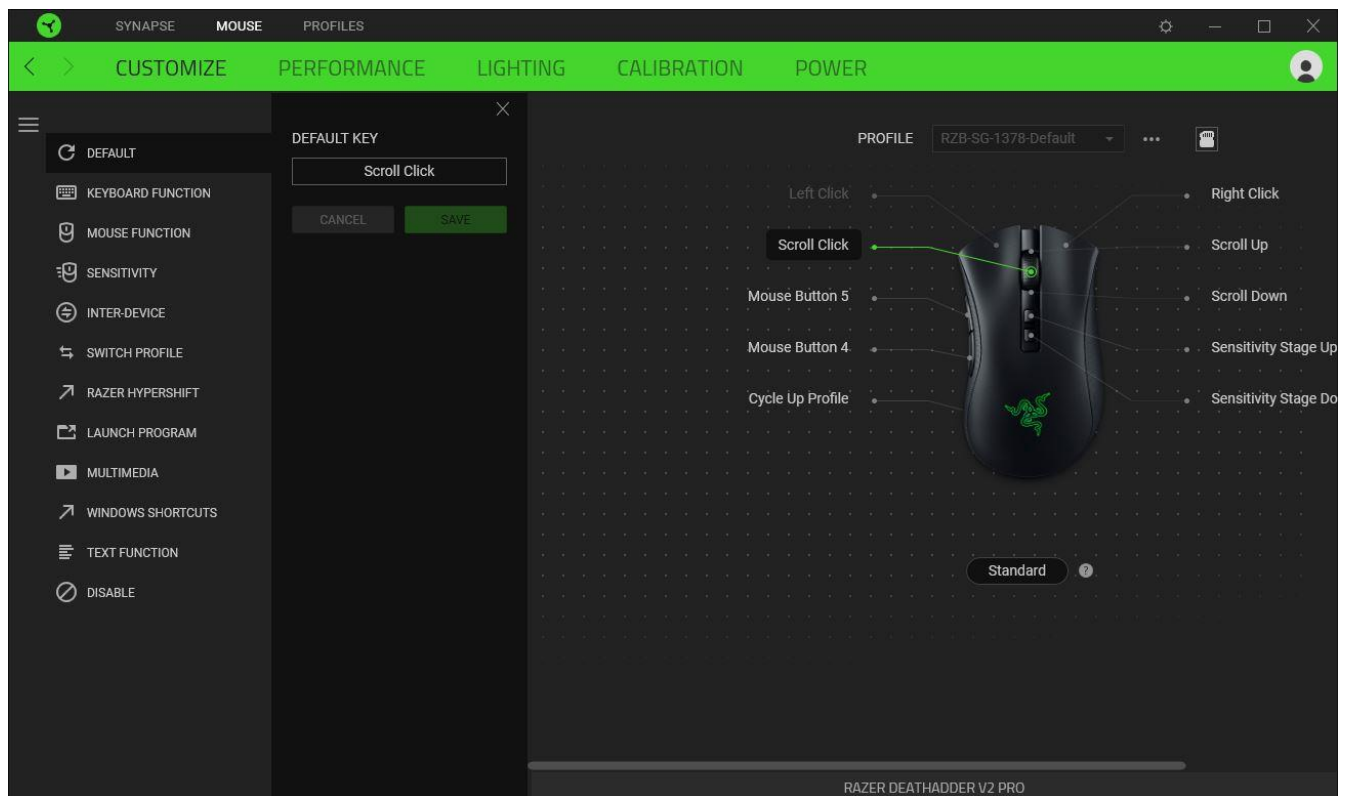 SYNAPSE MOUSE PROFILES
CUSTOMIZE PERFORMANCE LIGHTING CALIBRATION POWER
DEFAULT
KEYBOARD FUNCTION
MOUSE FUNCTION
SENSITIVITY
INTER-DEVICE
SWITCH PROFILE
RAZER HYPERSHIFT
LAUNCH PROGRAM
MULTIMEDIA
WINDOWS SHORTCUTS
TEXT FUNCTION
DISABLE
DEFAULT KEY
Scroll Click
CANCEL SAVE
PROFILE RZB-SG-1378-Default
Left Click
Scroll Click
Mouse Button 5
Mouse Button 4
Cycle Up Profile
Right Click
Scroll Up
Scroll Down
Sensitivity Stage Up
Sensitivity Stage Do
Standard ?
RAZER DEATHADDER V2 PRO